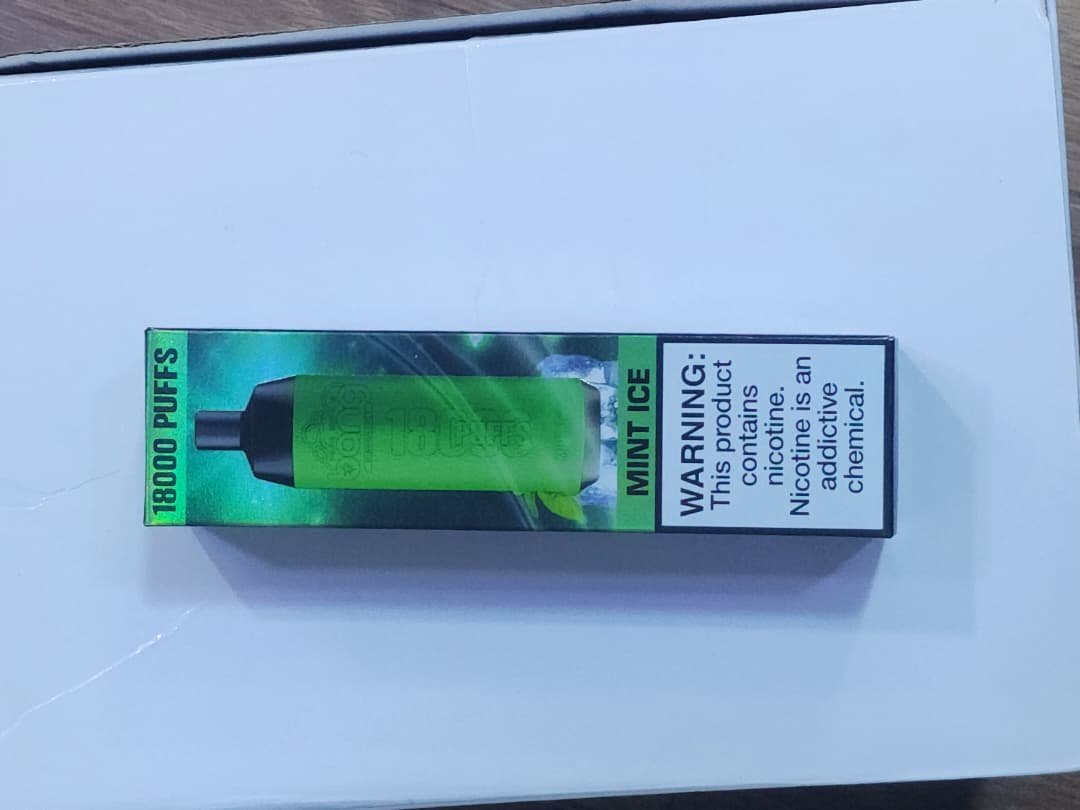 18000 PUFFS
MINT ICE
WARNING:
This product
contains
nicotine.
Nicotine is an
addictive
chemical.